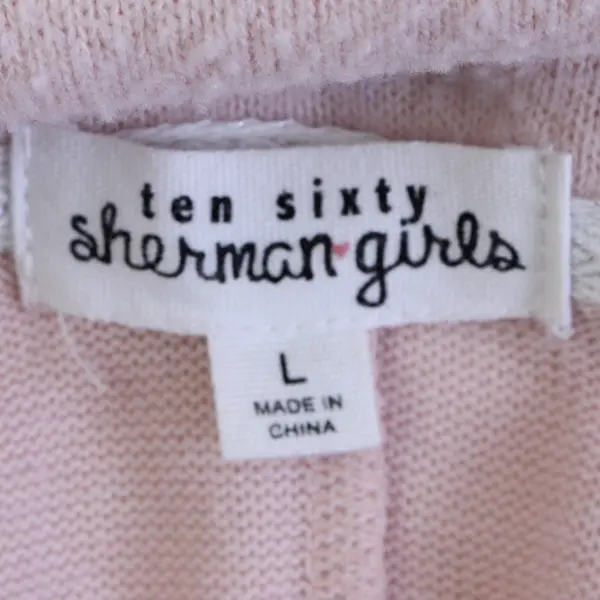 ten sixty
sherman girls
L
MADE IN
CHINA